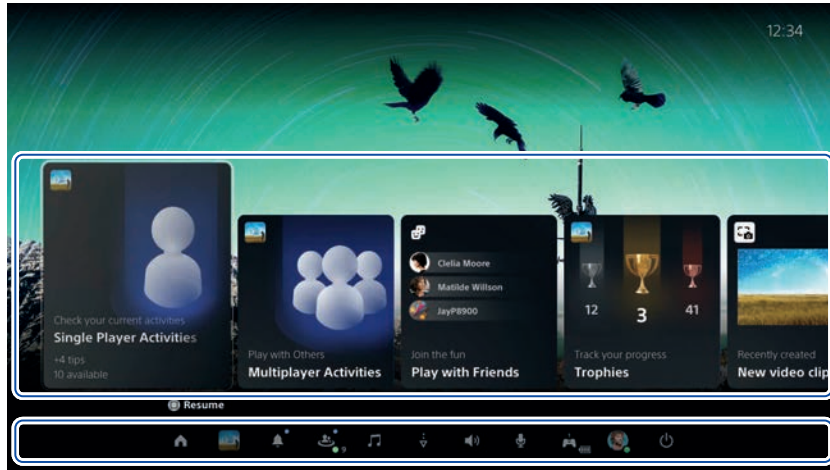 12:34
Check your current activities
Single Player Activities
+4 tips
10 available
Play with Others
Multiplayer Activities
Clelia Moore
Matilde Willson
JayP8900
Join the fun
Play with Friends
12
3
41
Track your progress
Trophies
Recently created
New video clip
Resume
9